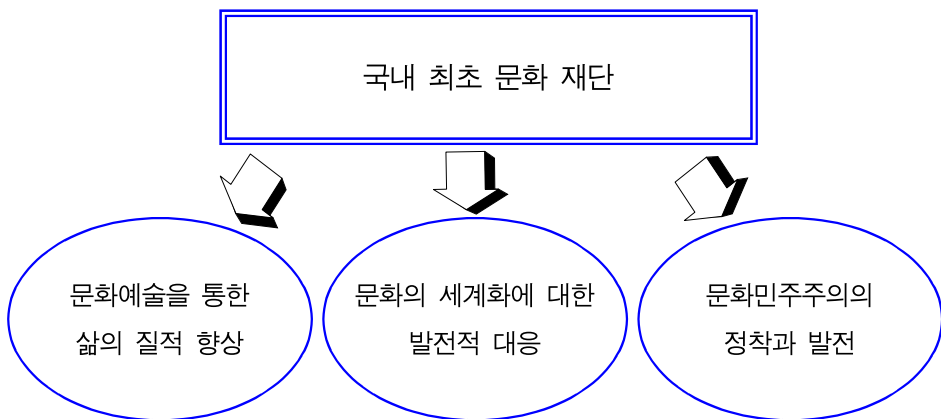 국내 최초 문화 재단
문화예술을 통한
삶의 질적 향상
문화의 세계화에 대한
발전적 대응
문화민주주의의
정착과 발전